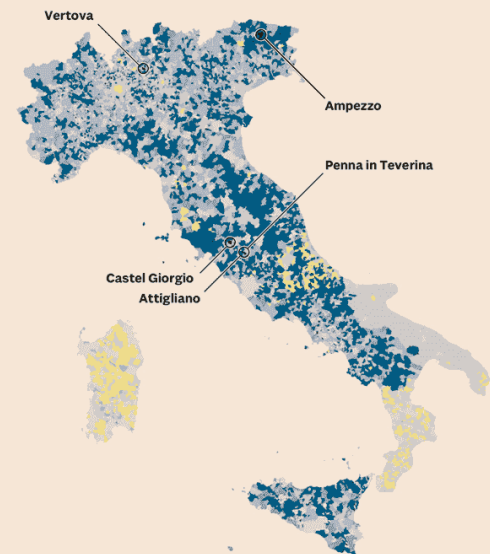 Vertova
Ampezzo
Penna in Teverina
Castel Giorgio
Attigliano